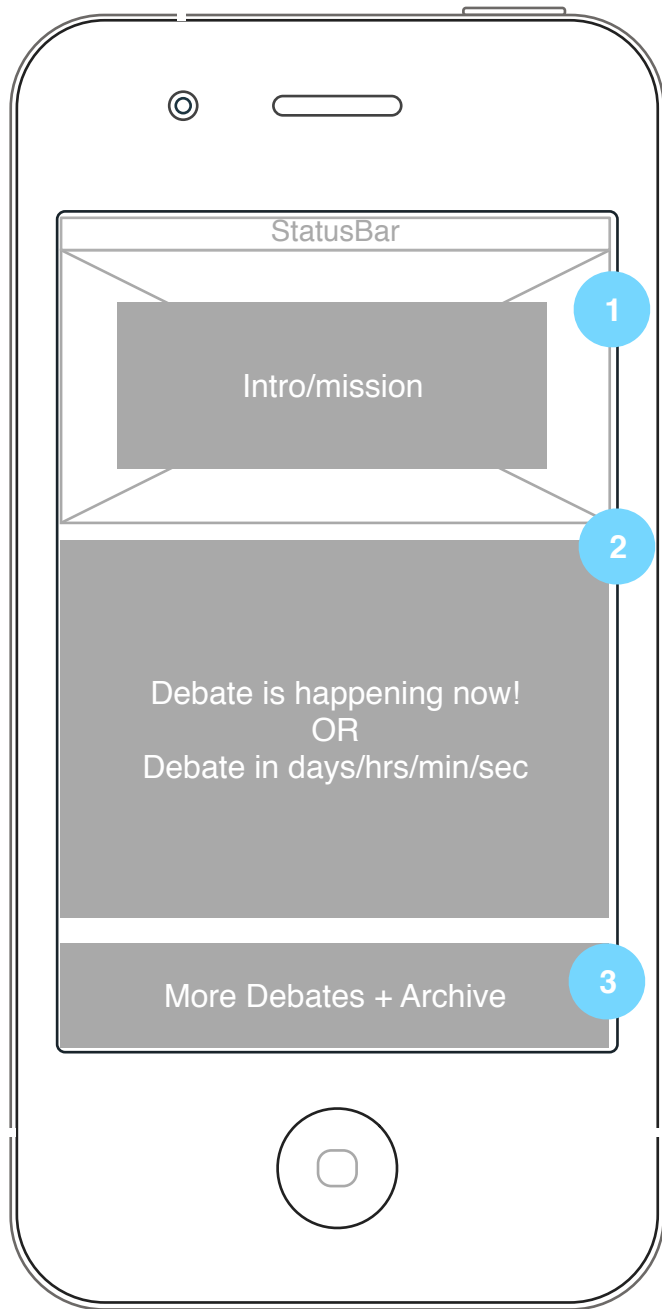 StatusBar
1
Intro/mission
2
Debate is happening now!
OR
Debate in days/hrs/min/sec
More Debates + Archive
3